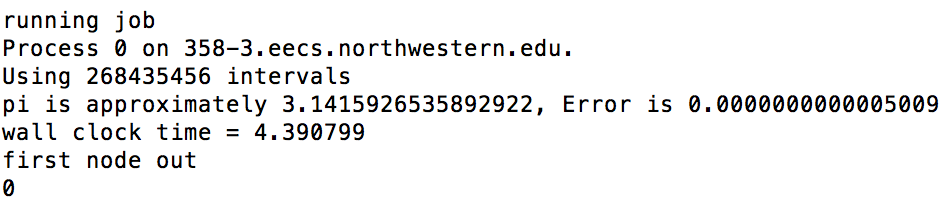 running job
Process 0 on 358-3.eecs.northwestern.edu.
Using 268435456 intervals
pi is approximately 3.1415926535892922, Error is 0.0000000000005009
wall clock time = 4.390799
first node out
0